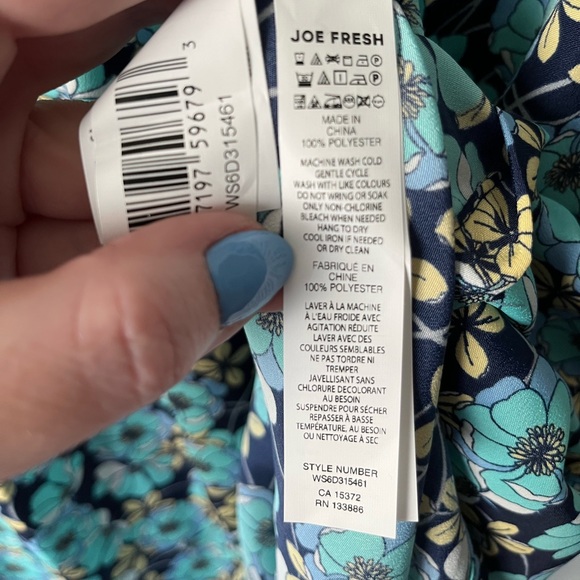 JOE FRESH
MADE IN
CHINA
100% POLYESTER
MACHINE WASH COLD
GENTLE CYCLE
WASH WITH LIKE COLOURS
DO NOT WRING OR SOAK
ONLY NON-CHLORINE
BLEACH WHEN NEEDED
HANG TO DRY
COOL IRON IF NEEDED
OR DRY CLEAN
FABRIQUÉ EN
CHINE
100% POLYESTER
LAVER À LA MACHINE
À L'EAU FROIDE AVEC
AGITATION RÉDUITE
LAVER AVEC DES
COULEURS SEMBLABLES
NE PAS TORDRE NI
TREMPER
JAVELLISANT SANS
CHLORURE DECOLORANT
AU BESOIN
SUSPENDRE POUR SÉCHER
REPASSER À BASSE
TEMPÉRATURE, AU BESOIN
OU NETTOYAGE À SEC
STYLE NUMBER
WS6D315461
CA 15372
RN 133886
7197 59679 3
WS6D315461